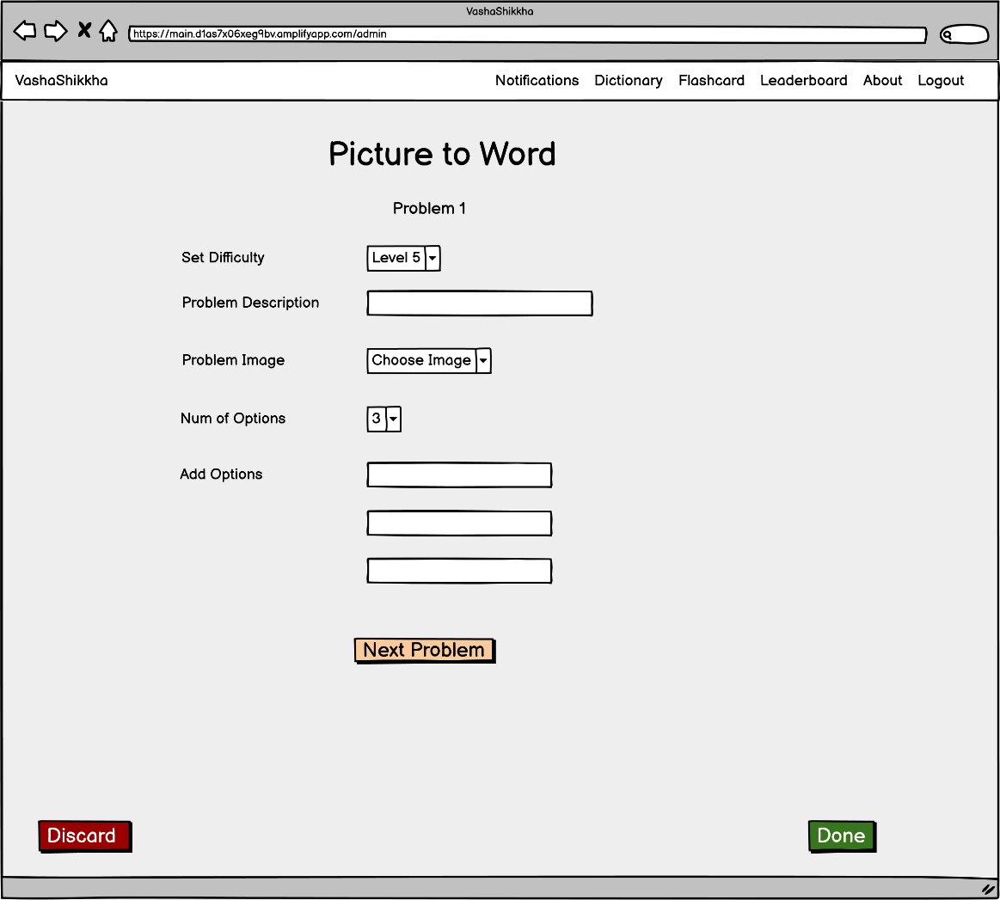 VashaShikkha
https://main.d1as7x06xeg9bv.amplifyapp.com/admin
VashaShikkha Notifications Dictionary Flashcard Leaderboard About Logout
Picture to Word
Problem 1
Set Difficulty Level 5
Problem Description
Problem Image Choose Image
Num of Options 3
Add Options
Next Problem
Discard Done